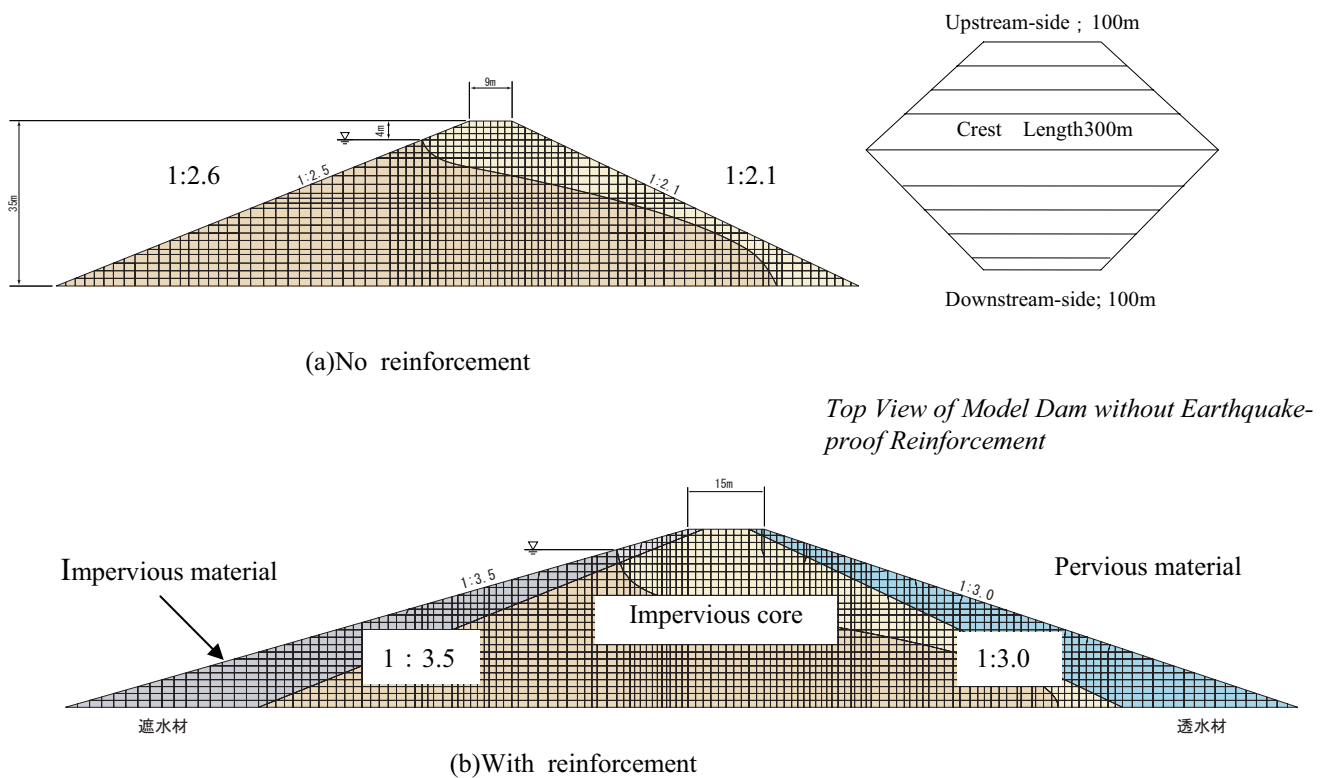 Upstream-side ; 100m
9m
4m
Crest Length300m
1:2.6
1:2.5
1:2.1
1:2.1
35m
Downstream-side; 100m
(a)No reinforcement
Top View of Model Dam without Earthquake-
proof Reinforcement
15m
Impervious material
1:3.5
Pervious material
1:3.0
Impervious core
1 : 3.5
1:3.0
遮水材
透水材
(b)With reinforcement